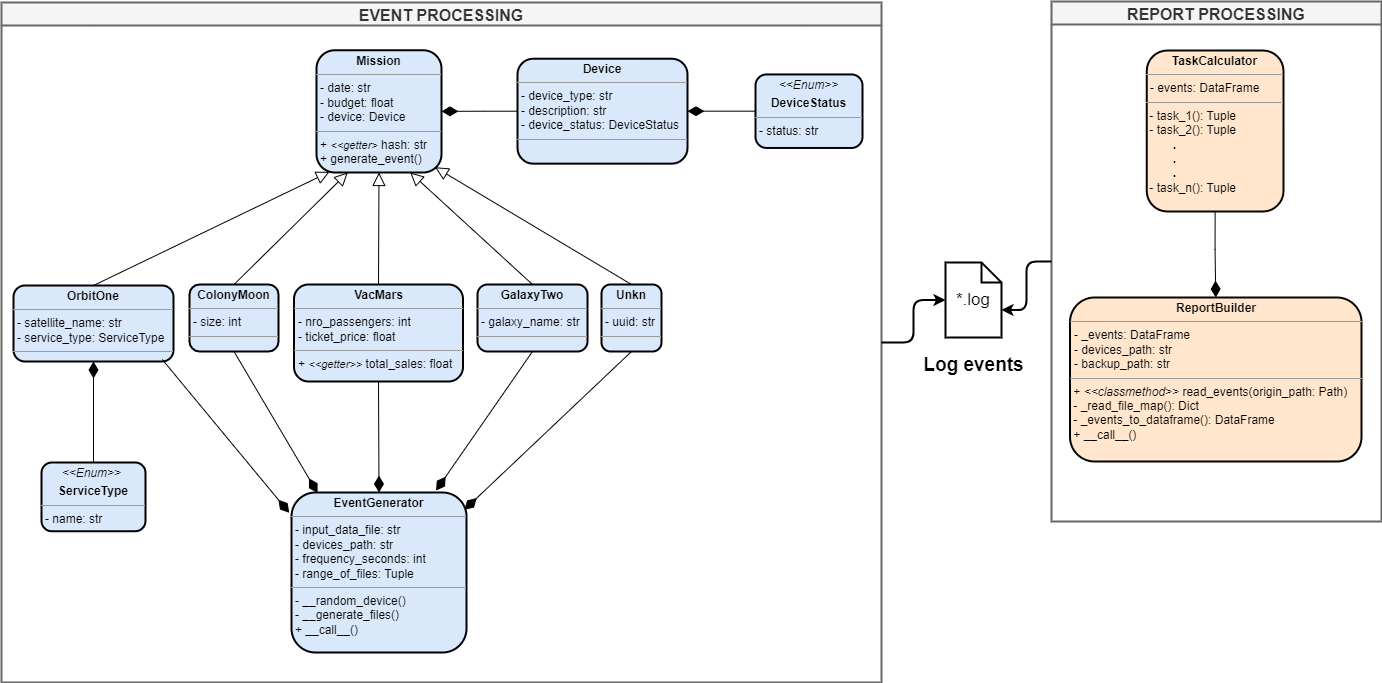 EVENT PROCESSING
Mission
- date: str
- budget: float
- device: Device
+ <<getter> hash: str
+ generate_event()
Device
- device_type: str
- description: str
- device_status: DeviceStatus
<<Enum>>
DeviceStatus
- status: str
OrbitOne
- satellite_name: str
- service_type: ServiceType
ColonyMoon
- size: int
VacMars
- nro_passengers: int
- ticket_price: float
+ <<getter>> total_sales: float
GalaxyTwo
- galaxy_name: str
Unkn
- uuid: str
<<Enum>>
ServiceType
- name: str
EventGenerator
- input_data_file: str
- devices_path: str
- frequency_seconds: int
- range_of_files: Tuple
- __random_device()
- __generate_files()
+ __call__()
*.log
Log events
REPORT PROCESSING
TaskCalculator
- events: DataFrame
- task_1(): Tuple
- task_2(): Tuple
.
.
.
- task_n(): Tuple
ReportBuilder
- _events: DataFrame
- devices_path: str
- backup_path: str
+ <<classmethod>> read_events(origin_path: Path)
- _read_file_map(): Dict
- _events_to_dataframe(): DataFrame
+ __call__()